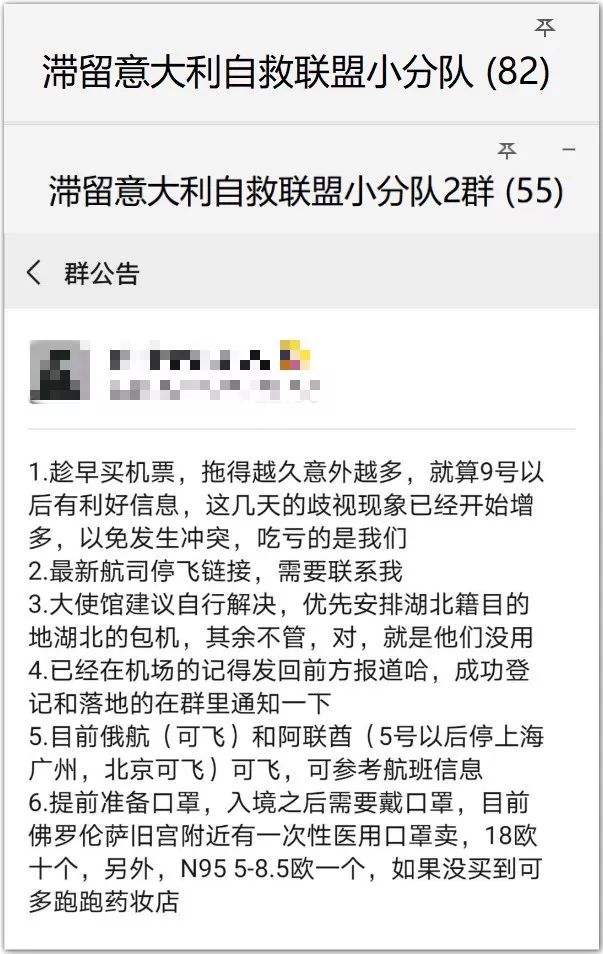 滞留意大利自救联盟小分队 (82)
滞留意大利自救联盟小分队2群 (55)
群公告
1.趁早买机票，拖得越久意外越多，就算9号以
后有利好信息，这几天的歧视现象已经开始增
多，以免发生冲突，吃亏的是我们
2.最新航司停飞链接，需要联系我
3.大使馆建议自行解决，优先安排湖北籍目的
地湖北的包机，其余不管，对，就是他们没用
4.已经在机场的记得发回前方报道哈，成功登
记和落地的在群里通知一下
5.目前俄航（可飞）和阿联酋（5号以后停上海
广州，北京可飞）可飞，可参考航班信息
6.提前准备口罩，入境之后需要戴口罩，目前
佛罗伦萨旧宫附近有一次性医用口罩卖，18欧
十个，另外，N95 5-8.5欧一个，如果没买到可
多跑跑药妆店